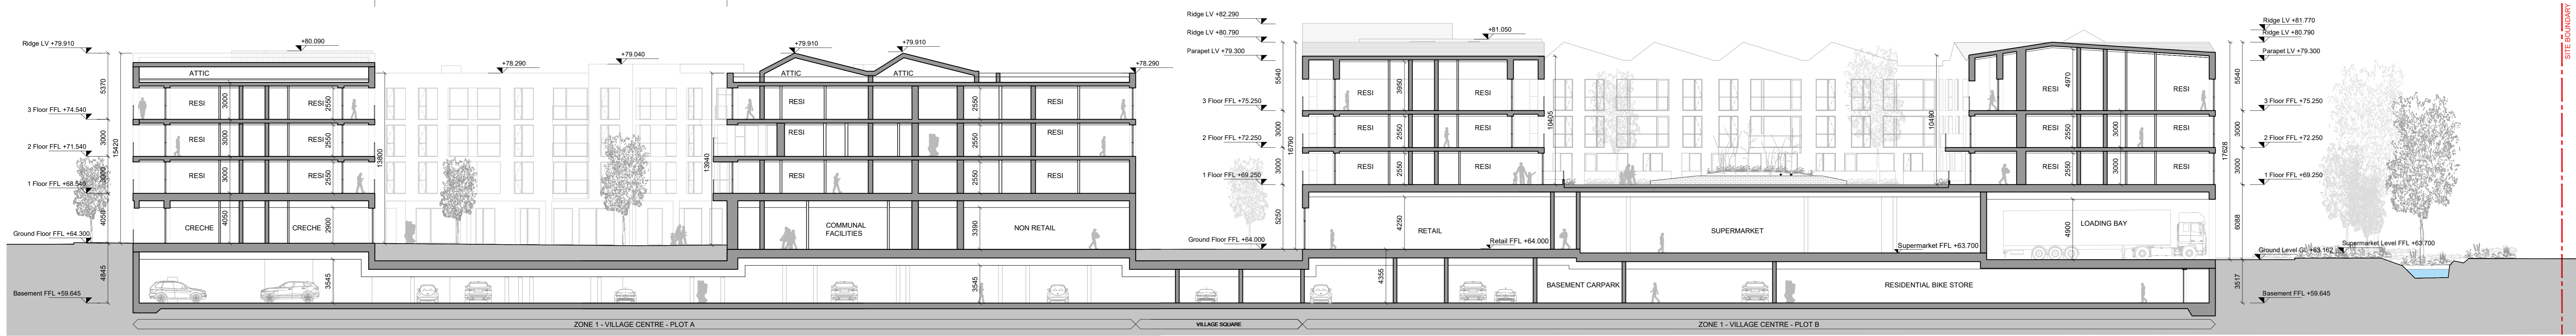 Ridge LV +79.910
3 Floor FFL +74.540
2 Floor FFL +71.540
1 Floor FFL +68.540
Ground Floor FFL +64.300
Basement FFL +59.645
5370
3000
3000
4050
4845
15420
+80.090
ATTIC
RESI
3000
RESI
2550
RESI
3000
RESI
2550
RESI
3000
RESI
2550
CRECHE
4050
CRECHE
2900
3545
13800
+78.290
+79.040
13940
+79.910
+79.910
+78.290
ATTIC
ATTIC
RESI
2550
RESI
RESI
2550
RESI
RESI
2550
RESI
COMMUNAL
FACILITIES
3390
NON RETAIL
3545
Ridge LV +82.290
Ridge LV +80.790
Parapet LV +79.300
3 Floor FFL +75.250
2 Floor FFL +72.250
1 Floor FFL +69.250
Ground Floor FFL +64.000
5540
3000
3000
5250
16790
+81.050
RESI
3950
RESI
RESI
2550
RESI
RESI
2550
RESI
10405
RETAIL
4250
Retail FFL +64.000
4355
BASEMENT CARPARK
SUPERMARKET
Supermarket FFL +63.700
RESIDENTIAL BIKE STORE
10490
RESI
4970
RESI
RESI
2550
3000
RESI
RESI
2550
3000
RESI
4900
LOADING BAY
17628
5540
3000
3000
6088
3517
Ridge LV +81.770
Ridge LV +80.790
Parapet LV +79.300
3 Floor FFL +75.250
2 Floor FFL +72.250
1 Floor FFL +69.250
Ground Level GL +63.162
Supermarket Level FFL +63.700
Basement FFL +59.645
SITE BOUNDARY
ZONE 1 - VILLAGE CENTRE - PLOT A
VILLAGE SQUARE
ZONE 1 - VILLAGE CENTRE - PLOT B